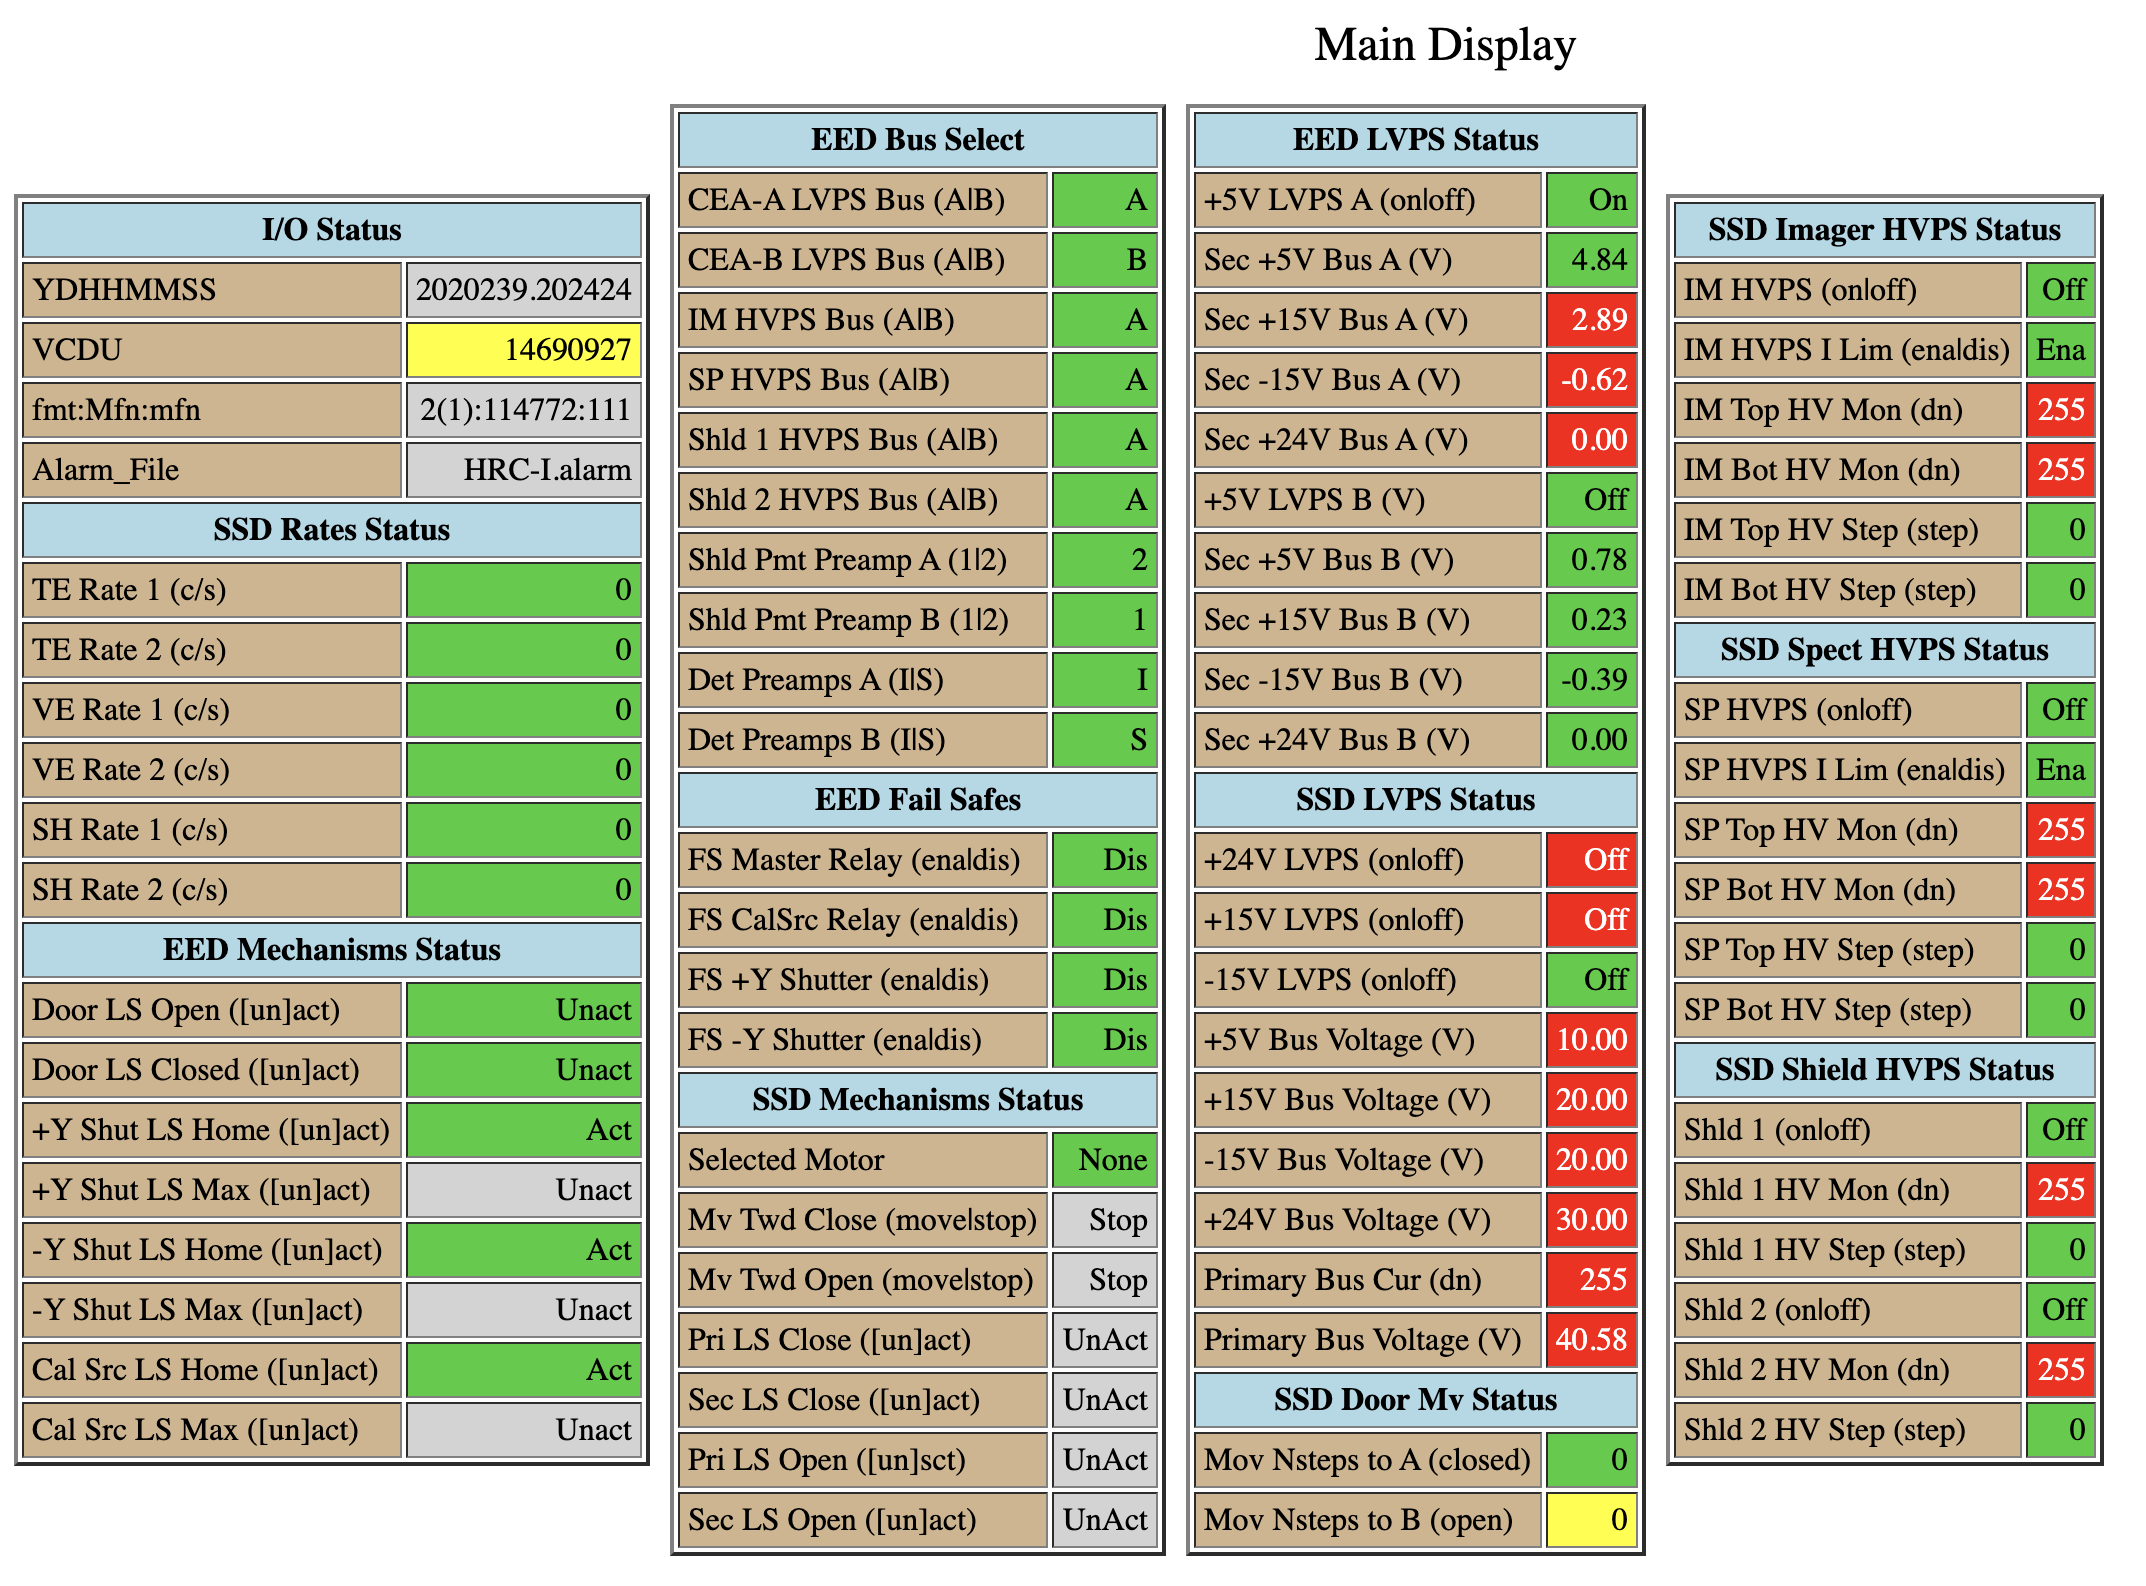 Main Display
I/O Status
YDHHMMSS 2020239.202424
VCDU 14690927
fmt:Mfn:mfn 2(1):114772:111
Alarm_File HRC-I.alarm
SSD Rates Status
TE Rate 1 (c/s) 0
TE Rate 2 (c/s) 0
VE Rate 1 (c/s) 0
VE Rate 2 (c/s) 0
SH Rate 1 (c/s) 0
SH Rate 2 (c/s) 0
EED Mechanisms Status
Door LS Open ([un]act) Unact
Door LS Closed ([un]act) Unact
+Y Shut LS Home ([un]act) Act
+Y Shut LS Max ([un]act) Unact
-Y Shut LS Home ([un]act) Act
-Y Shut LS Max ([un]act) Unact
Cal Src LS Home ([un]act) Act
Cal Src LS Max ([un]act) Unact
EED Bus Select
CEA-A LVPS Bus (A|B) A
CEA-B LVPS Bus (A|B) B
IM HVPS Bus (A|B) A
SP HVPS Bus (A|B) A
Shld 1 HVPS Bus (A|B) A
Shld 2 HVPS Bus (A|B) A
Shld Pmt Preamp A (1|2) 2
Shld Pmt Preamp B (1|2) 1
Det Preamps A (I|S) I
Det Preamps B (I|S) S
EED Fail Safes
FS Master Relay (ena|dis) Dis
FS CalSrc Relay (ena|dis) Dis
FS +Y Shutter (ena|dis) Dis
FS -Y Shutter (ena|dis) Dis
SSD Mechanisms Status
Selected Motor None
Mv Twd Close (move|stop) Stop
Mv Twd Open (move|stop) Stop
Pri LS Close ([un]act) UnAct
Sec LS Close ([un]act) UnAct
Pri LS Open ([un]sct) UnAct
Sec LS Open ([un]act) UnAct
EED LVPS Status
+5V LVPS A (on|off) On
Sec +5V Bus A (V) 4.84
Sec +15V Bus A (V) 2.89
Sec -15V Bus A (V) -0.62
Sec +24V Bus A (V) 0.00
+5V LVPS B (V) Off
Sec +5V Bus B (V) 0.78
Sec +15V Bus B (V) 0.23
Sec -15V Bus B (V) -0.39
Sec +24V Bus B (V) 0.00
SSD LVPS Status
+24V LVPS (on|off) Off
+15V LVPS (on|off) Off
-15V LVPS (on|off) Off
+5V Bus Voltage (V) 10.00
+15V Bus Voltage (V) 20.00
-15V Bus Voltage (V) 20.00
+24V Bus Voltage (V) 30.00
Primary Bus Cur (dn) 255
Primary Bus Voltage (V) 40.58
SSD Door Mv Status
Mov Nsteps to A (closed) 0
Mov Nsteps to B (open) 0
SSD Imager HVPS Status
IM HVPS (on|off) Off
IM HVPS I Lim (ena|dis) Ena
IM Top HV Mon (dn) 255
IM Bot HV Mon (dn) 255
IM Top HV Step (step) 0
IM Bot HV Step (step) 0
SSD Spect HVPS Status
SP HVPS (on|off) Off
SP HVPS I Lim (ena|dis) Ena
SP Top HV Mon (dn) 255
SP Bot HV Mon (dn) 255
SP Top HV Step (step) 0
SP Bot HV Step (step) 0
SSD Shield HVPS Status
Shld 1 (on|off) Off
Shld 1 HV Mon (dn) 255
Shld 1 HV Step (step) 0
Shld 2 (on|off) Off
Shld 2 HV Mon (dn) 255
Shld 2 HV Step (step) 0